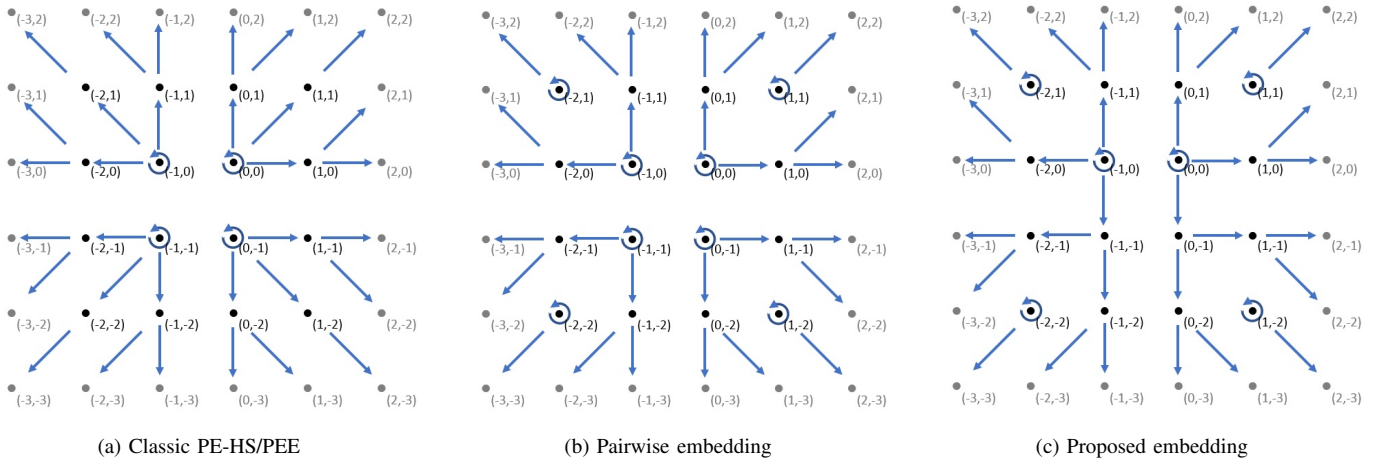 (-3,2) (-2,2) (-1,2) (0,2) (1,2) (2,2)
(-3,1) (-2,1) (-1,1) (0,1) (1,1) (2,1)
(-3,0) (-2,0) (-1,0) (0,0) (1,0) (2,0)
(-3,-1) (-2,-1) (-1,-1) (0,-1) (1,-1) (2,-1)
(-3,-2) (-2,-2) (-1,-2) (0,-2) (1,-2) (2,-2)
(-3,-3) (-2,-3) (-1,-3) (0,-3) (1,-3) (2,-3)
(a) Classic PE-HS/PEE
(-3,2) (-2,2) (-1,2) (0,2) (1,2) (2,2)
(-3,1) (-2,1) (-1,1) (0,1) (1,1) (2,1)
(-3,0) (-2,0) (-1,0) (0,0) (1,0) (2,0)
(-3,-1) (-2,-1) (-1,-1) (0,-1) (1,-1) (2,-1)
(-3,-2) (-2,-2) (-1,-2) (0,-2) (1,-2) (2,-2)
(-3,-3) (-2,-3) (-1,-3) (0,-3) (1,-3) (2,-3)
(b) Pairwise embedding
(-3,2) (-2,2) (-1,2) (0,2) (1,2) (2,2)
(-3,1) (-2,1) (-1,1) (0,1) (1,1) (2,1)
(-3,0) (-2,0) (-1,0) (0,0) (1,0) (2,0)
(-3,-1) (-2,-1) (-1,-1) (0,-1) (1,-1) (2,-1)
(-3,-2) (-2,-2) (-1,-2) (0,-2) (1,-2) (2,-2)
(-3,-3) (-2,-3) (-1,-3) (0,-3) (1,-3) (2,-3)
(c) Proposed embedding